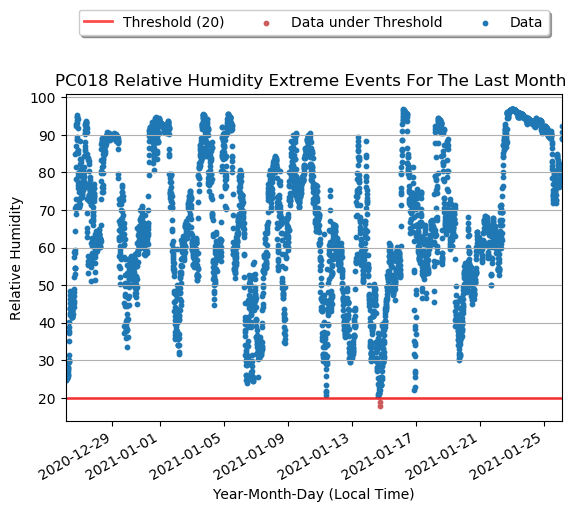 Threshold (20) Data under Threshold Data
PC018 Relative Humidity Extreme Events For The Last Month
100
90
80
70
60
50
40
30
20
Relative Humidity
2020-12-29 2021-01-01 2021-01-05 2021-01-09 2021-01-13 2021-01-17 2021-01-21 2021-01-25
Year-Month-Day (Local Time)